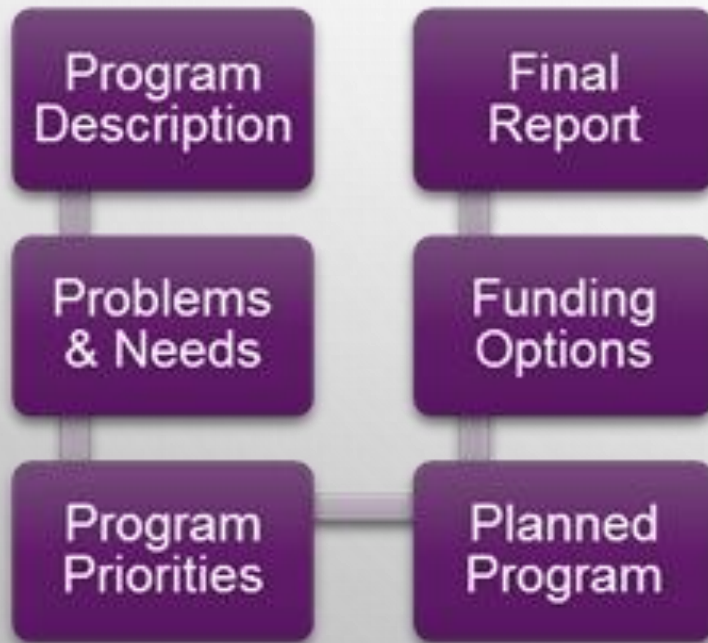 Program
Description
Problems
& Needs
Program
Priorities
Planned
Program
Funding
Options
Final
Report